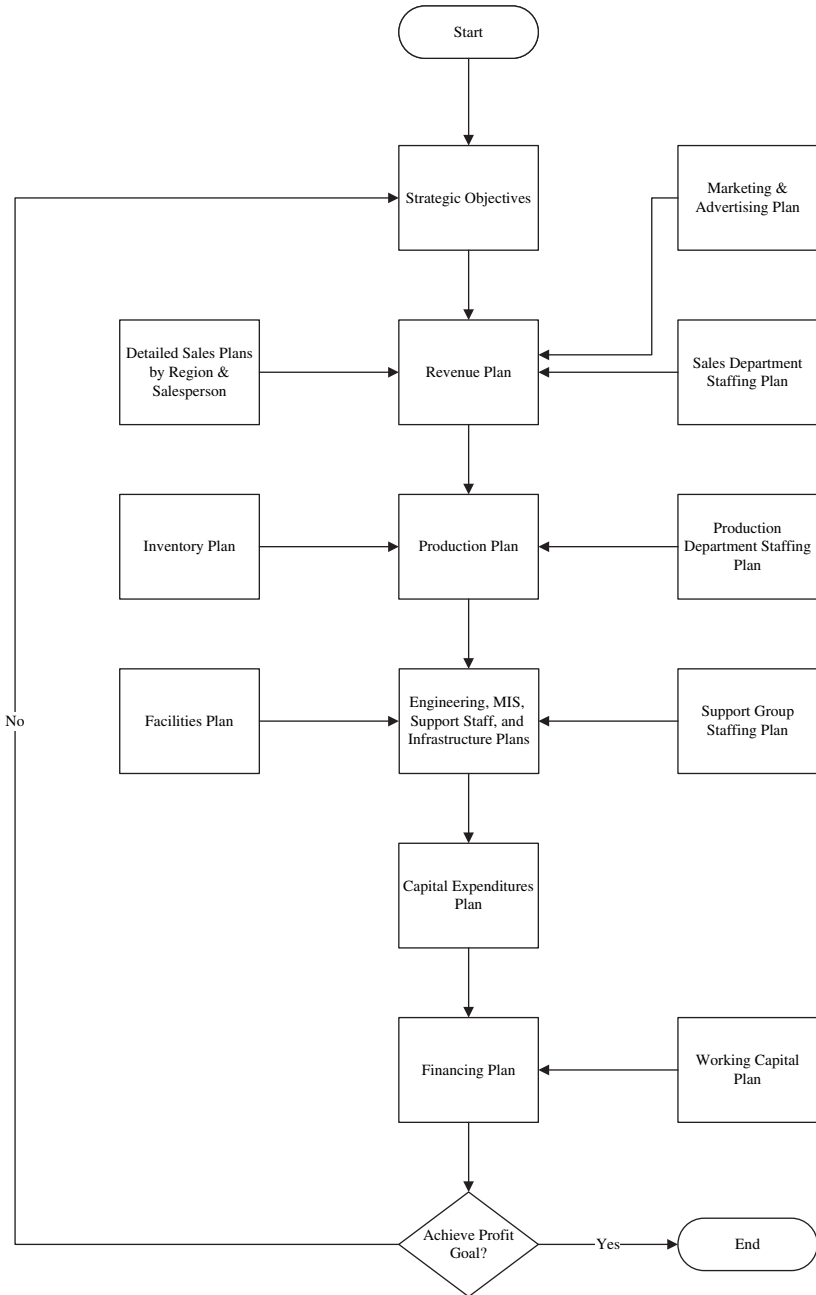 Start
Strategic Objectives
Marketing &
Advertising Plan
Detailed Sales Plans
by Region &
Salesperson
Revenue Plan
Sales Department
Staffing Plan
Inventory Plan
Production Plan
Production
Department Staffing
Plan
Facilities Plan
Engineering, MIS,
Support Staff, and
Infrastructure Plans
Support Group
Staffing Plan
No
Capital Expenditures
Plan
Financing Plan
Working Capital
Plan
Achieve Profit
Goal?
Yes
End